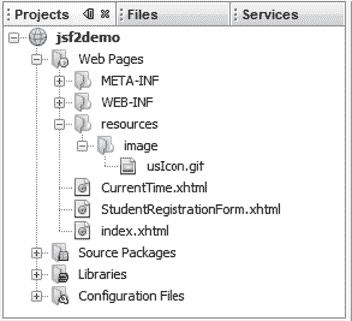 Projects Files Services
jsf2demo
Web Pages
META-INF
WEB-INF
resources
image
usIcon.gif
CurrentTime.xhtml
StudentRegistrationForm.xhtml
index.xhtml
Source Packages
Libraries
Configuration Files